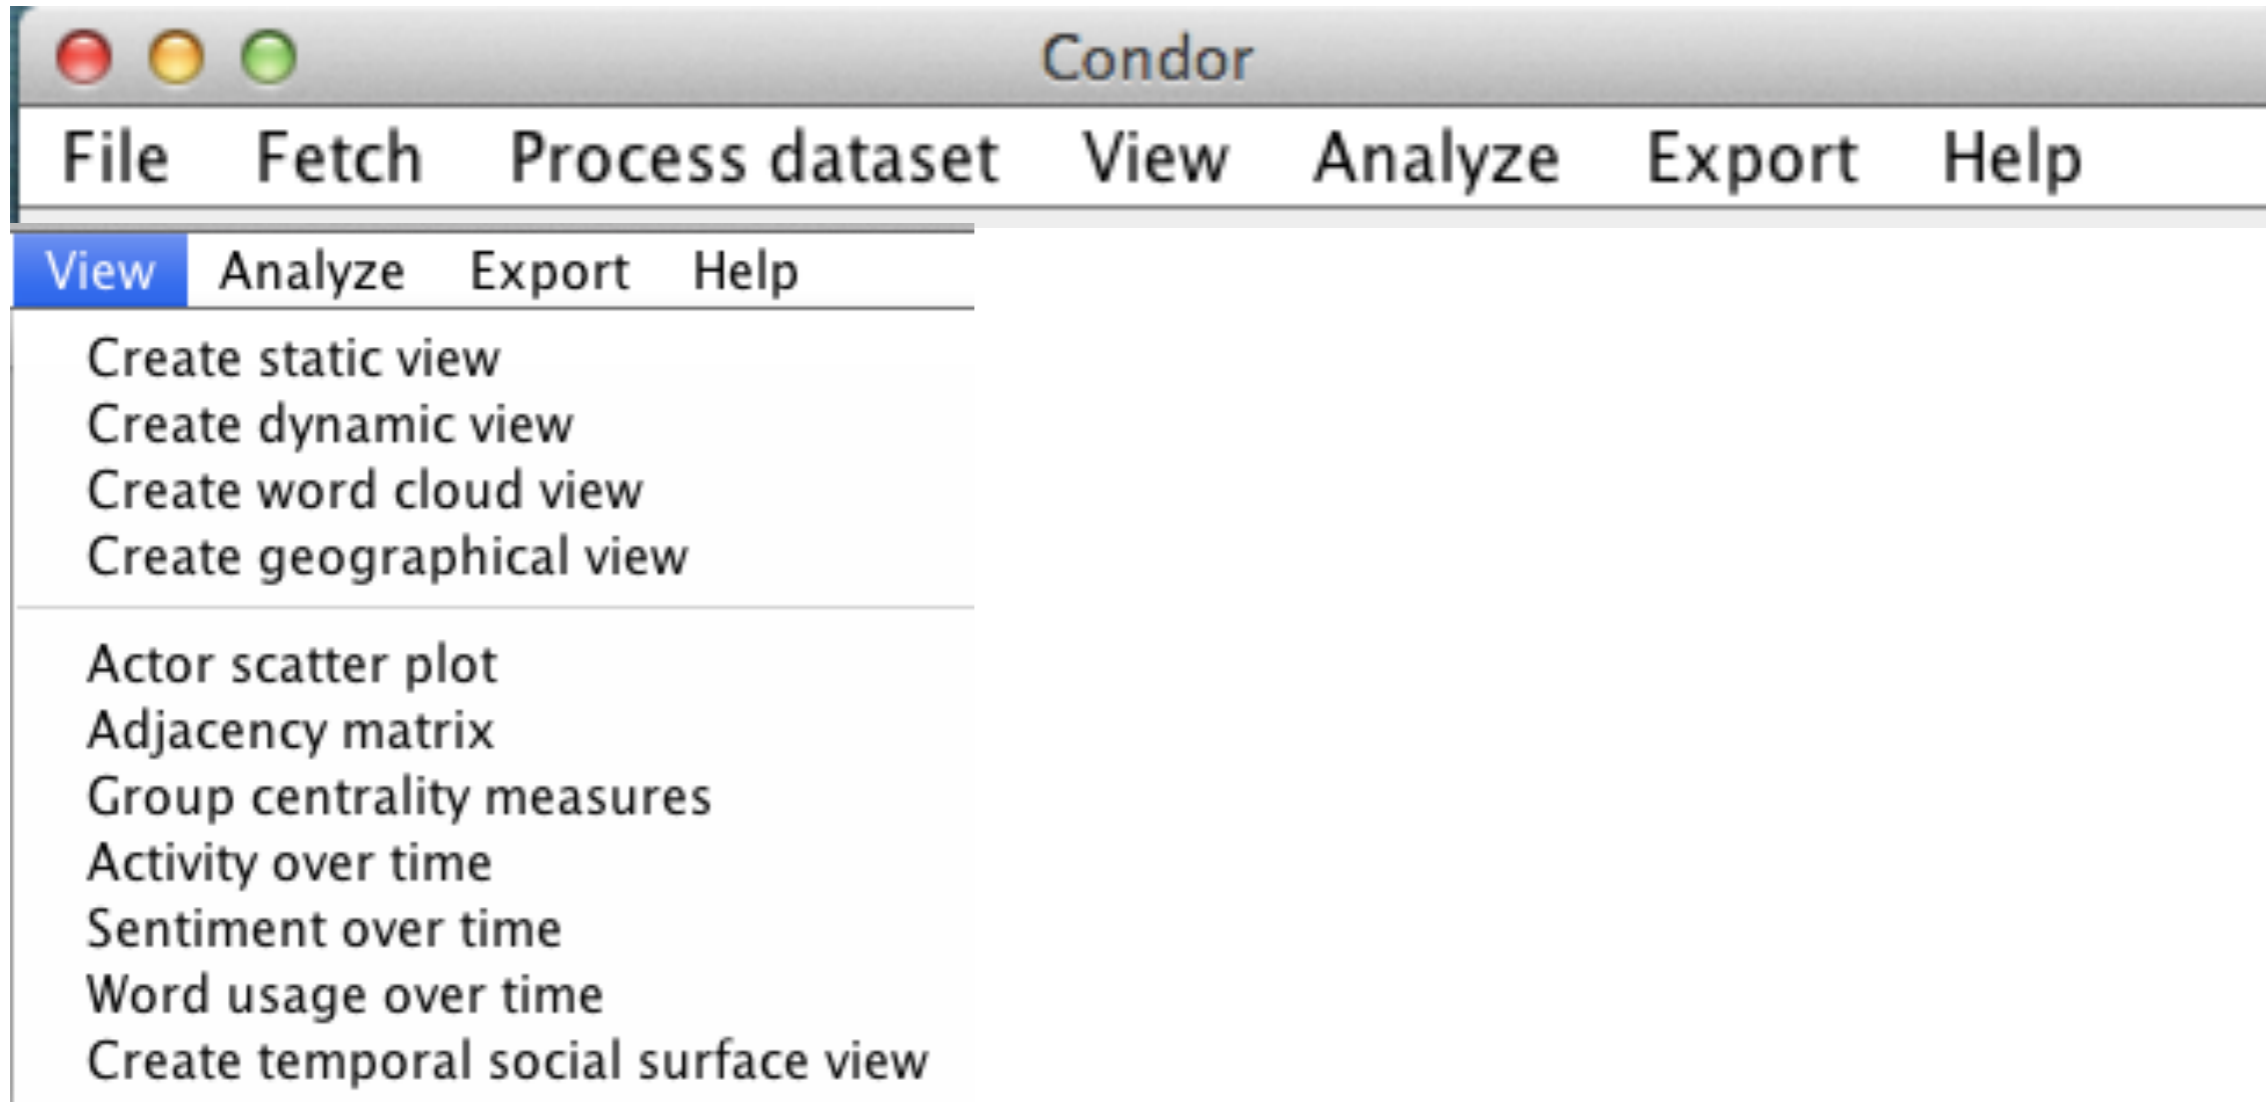 Condor
File Fetch Process dataset View Analyze Export Help
View Analyze Export Help
Create static view
Create dynamic view
Create word cloud view
Create geographical view
Actor scatter plot
Adjacency matrix
Group centrality measures
Activity over time
Sentiment over time
Word usage over time
Create temporal social surface view